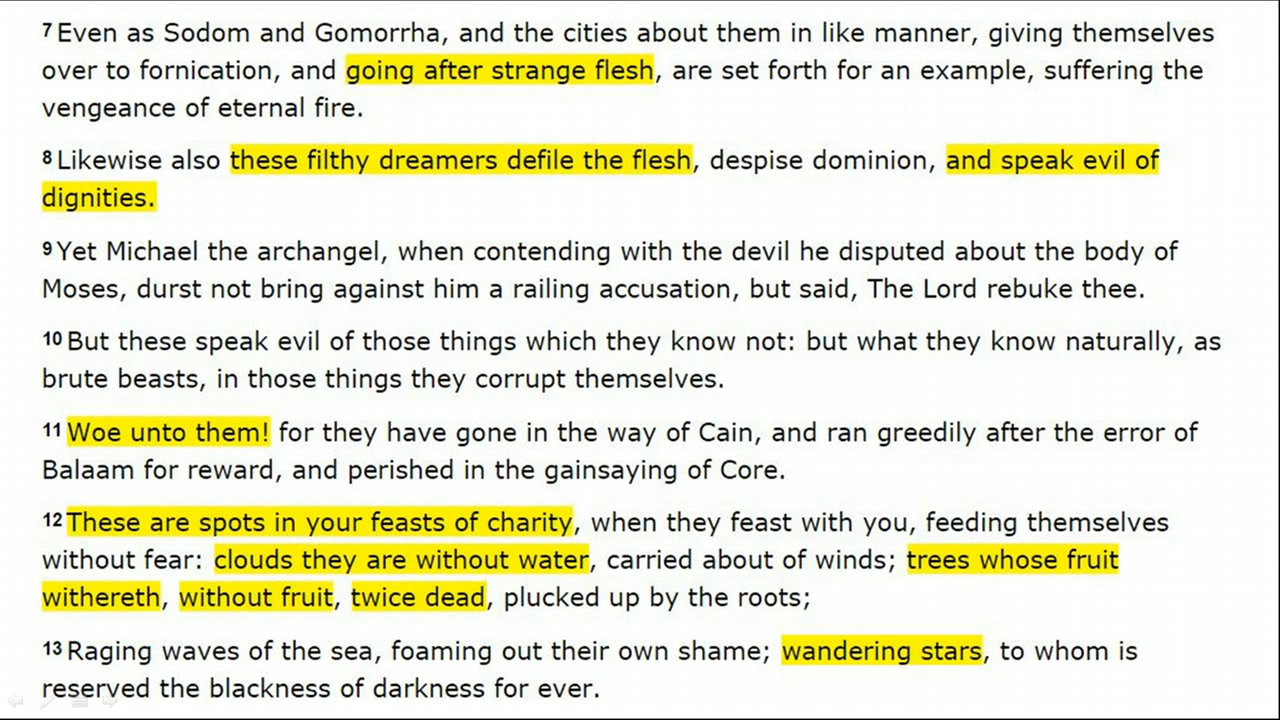 7 Even as Sodom and Gomorrha, and the cities about them in like manner, giving themselves
over to fornication, and going after strange flesh, are set forth for an example, suffering the
vengeance of eternal fire.
8 Likewise also these filthy dreamers defile the flesh, despise dominion, and speak evil of
dignities.
9 Yet Michael the archangel, when contending with the devil he disputed about the body of
Moses, durst not bring against him a railing accusation, but said, The Lord rebuke thee.
10 But these speak evil of those things which they know not: but what they know naturally, as
brute beasts, in those things they corrupt themselves.
11 Woe unto them! for they have gone in the way of Cain, and ran greedily after the error of
Balaam for reward, and perished in the gainsaying of Core.
12 These are spots in your feasts of charity, when they feast with you, feeding themselves
without fear: clouds they are without water, carried about of winds; trees whose fruit
withereth, without fruit, twice dead, plucked up by the roots;
13 Raging waves of the sea, foaming out their own shame; wandering stars, to whom is
reserved the blackness of darkness for ever.